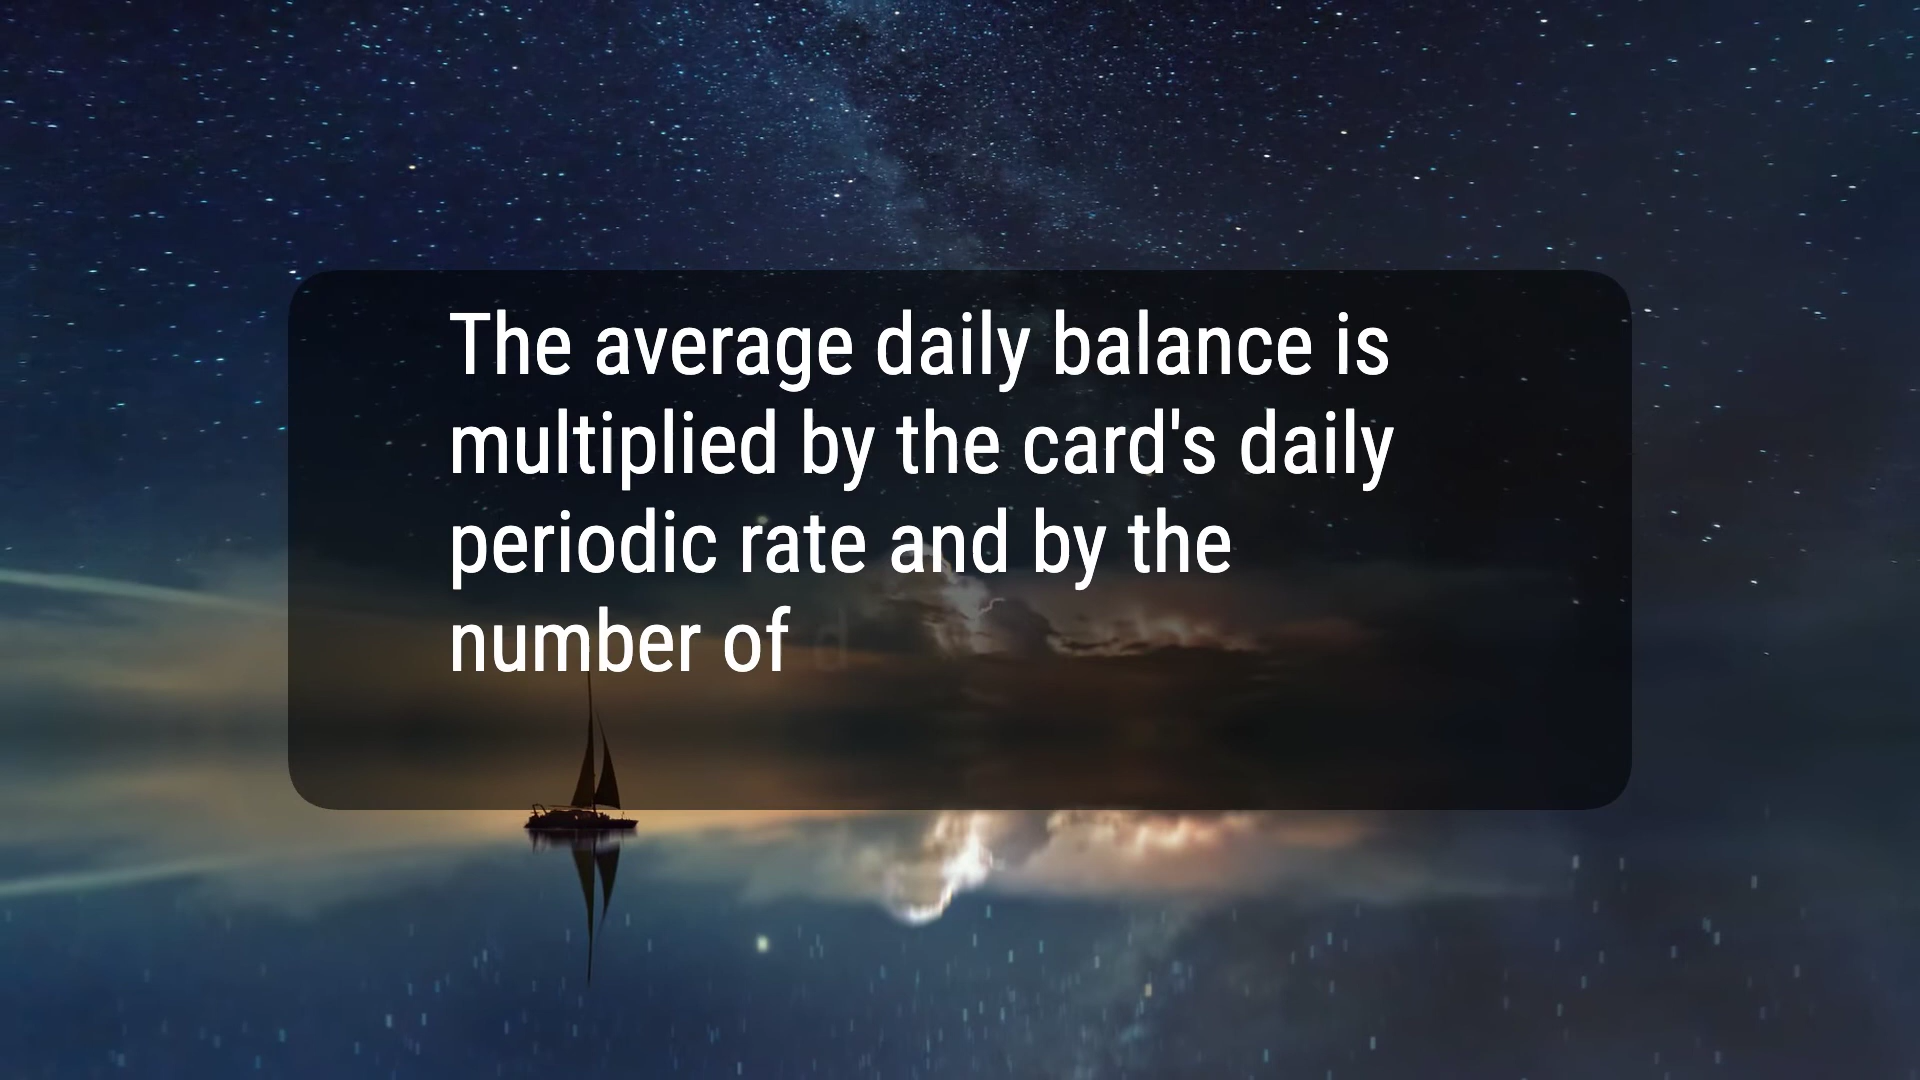 The average daily balance is
multiplied by the card's daily
periodic rate and by the
number of